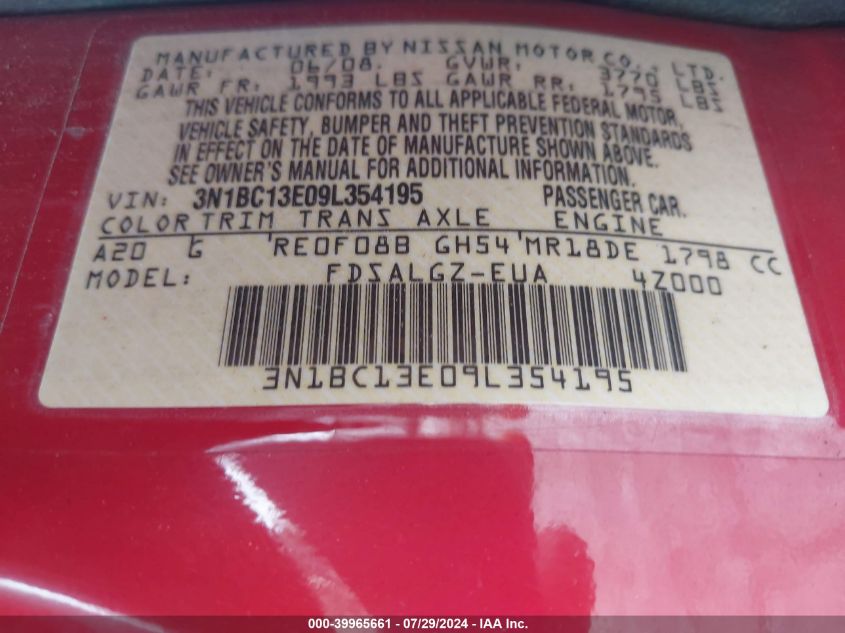 MANUFACTURED BY NISSAN MOTOR CO., LTD.
DATE: 06/08. GVWR: 3770 LBS
GAWR FR: 1993 LBS GAWR RR: 1795 LBS
THIS VEHICLE CONFORMS TO ALL APPLICABLE FEDERAL MOTOR
VEHICLE SAFETY, BUMPER AND THEFT PREVENTION STANDARDS
IN EFFECT ON THE DATE OF MANUFACTURE SHOWN ABOVE.
SEE OWNER'S MANUAL FOR ADDITIONAL INFORMATION.
VIN: 3N1BC13E09L354195 PASSENGER CAR.
COLOR TRIM TRANS AXLE ENGINE
A20 G RE0F08B GH54 MR18DE 1798 CC
MODEL: FDSALGZ-EUA 4Z000
3N1BC13E09L354195
000-39965661 / 07/29/2024 - IAA Inc.